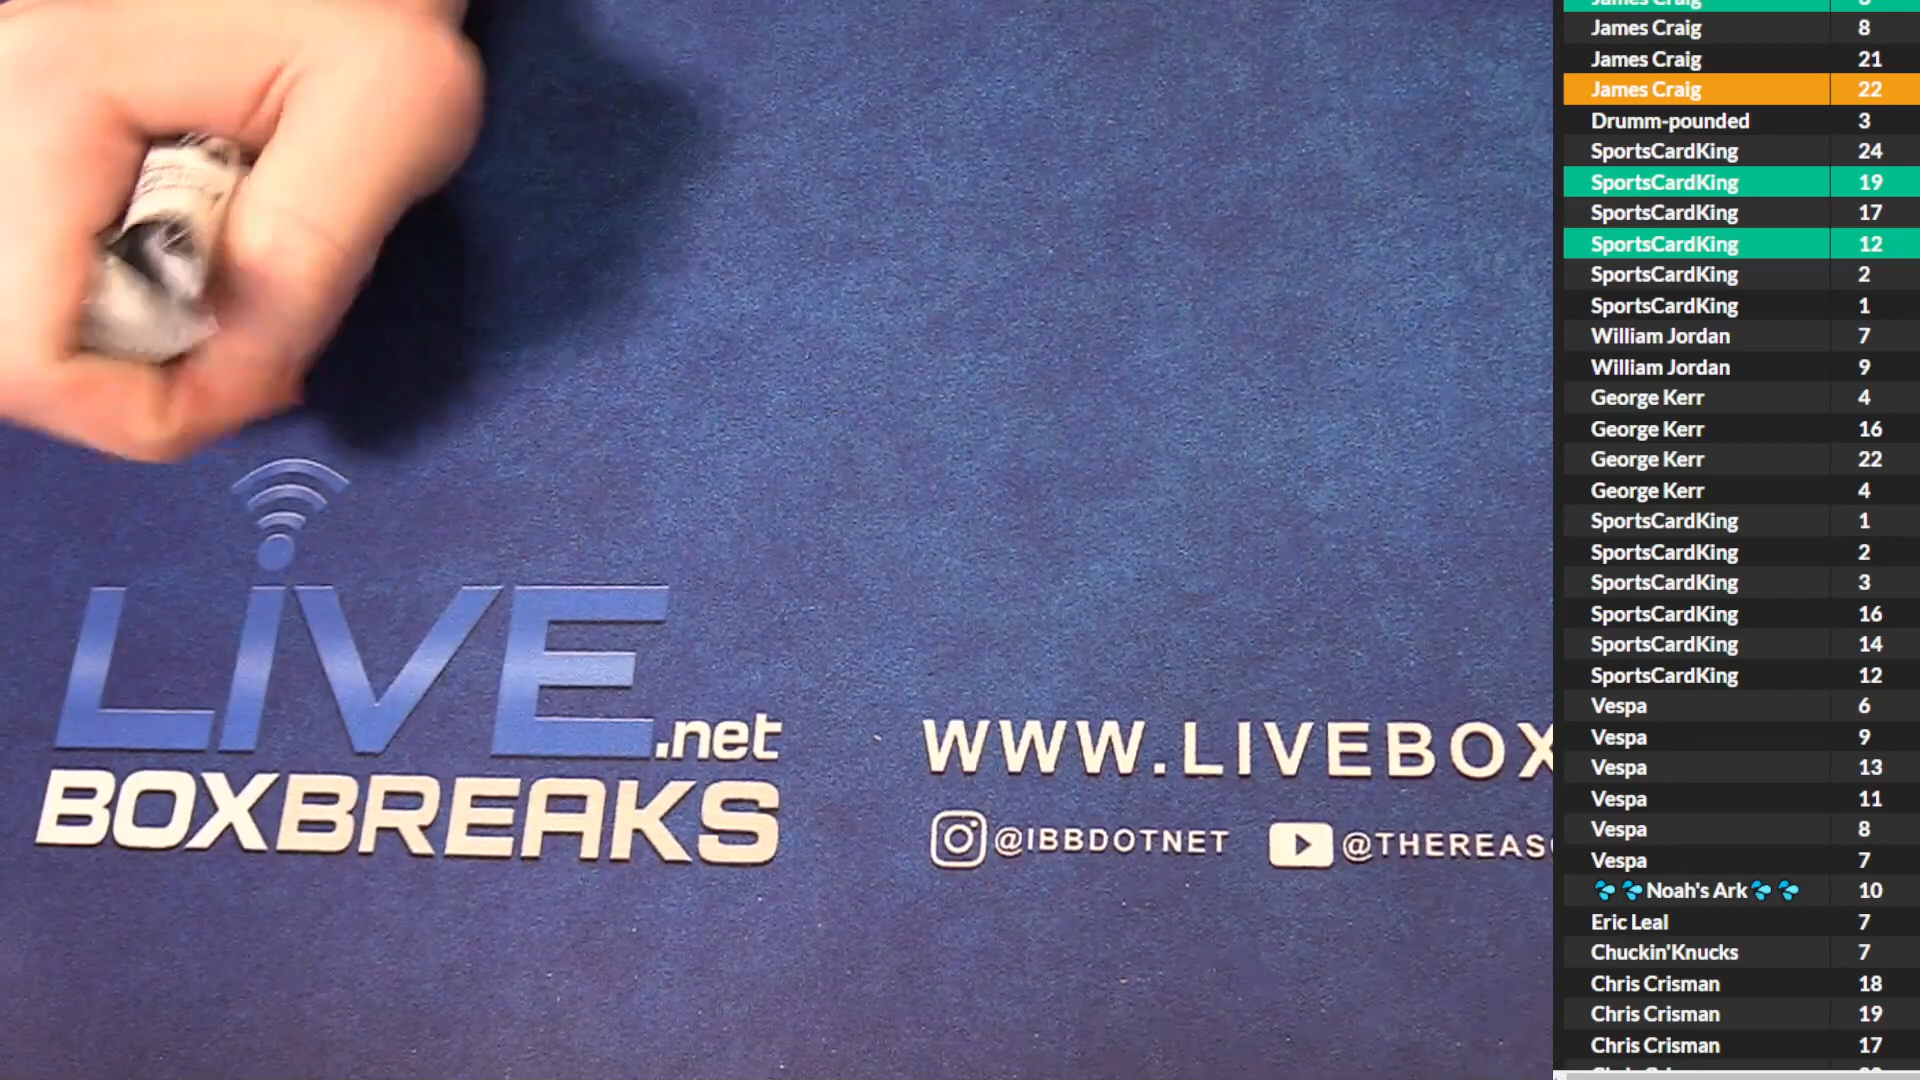 James Craig 8
James Craig 21
James Craig 22
Drumm-pounded 3
SportsCardKing 24
SportsCardKing 19
SportsCardKing 17
SportsCardKing 12
SportsCardKing 2
SportsCardKing 1
William Jordan 7
William Jordan 9
George Kerr 4
George Kerr 16
George Kerr 22
George Kerr 4
SportsCardKing 1
SportsCardKing 2
SportsCardKing 3
SportsCardKing 16
SportsCardKing 14
SportsCardKing 12
Vespa 6
Vespa 9
Vespa 13
Vespa 11
Vespa 8
Vespa 7
💦💦Noah's Ark💦💦 10
Eric Leal 7
Chuckin'Knucks 7
Chris Crisman 18
Chris Crisman 19
Chris Crisman 17
LiVE.net
BOXBREAKS
WWW.LIVEBOX
@IBBDOTNET @THEREAS